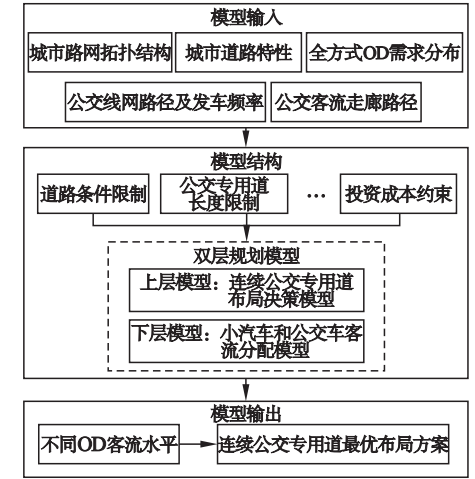 模型输入
城市路网拓扑结构 城市道路特性 全方式OD需求分布
公交线网路径及发车频率 公交客流走廊路径
模型结构
道路条件限制 公交专用道 … 投资成本约束
长度限制
双层规划模型
上层模型：连续公交专用道
布局决策模型
下层模型：小汽车和公交车客
流分配模型
模型输出
不同OD客流水平 连续公交专用道最优布局方案